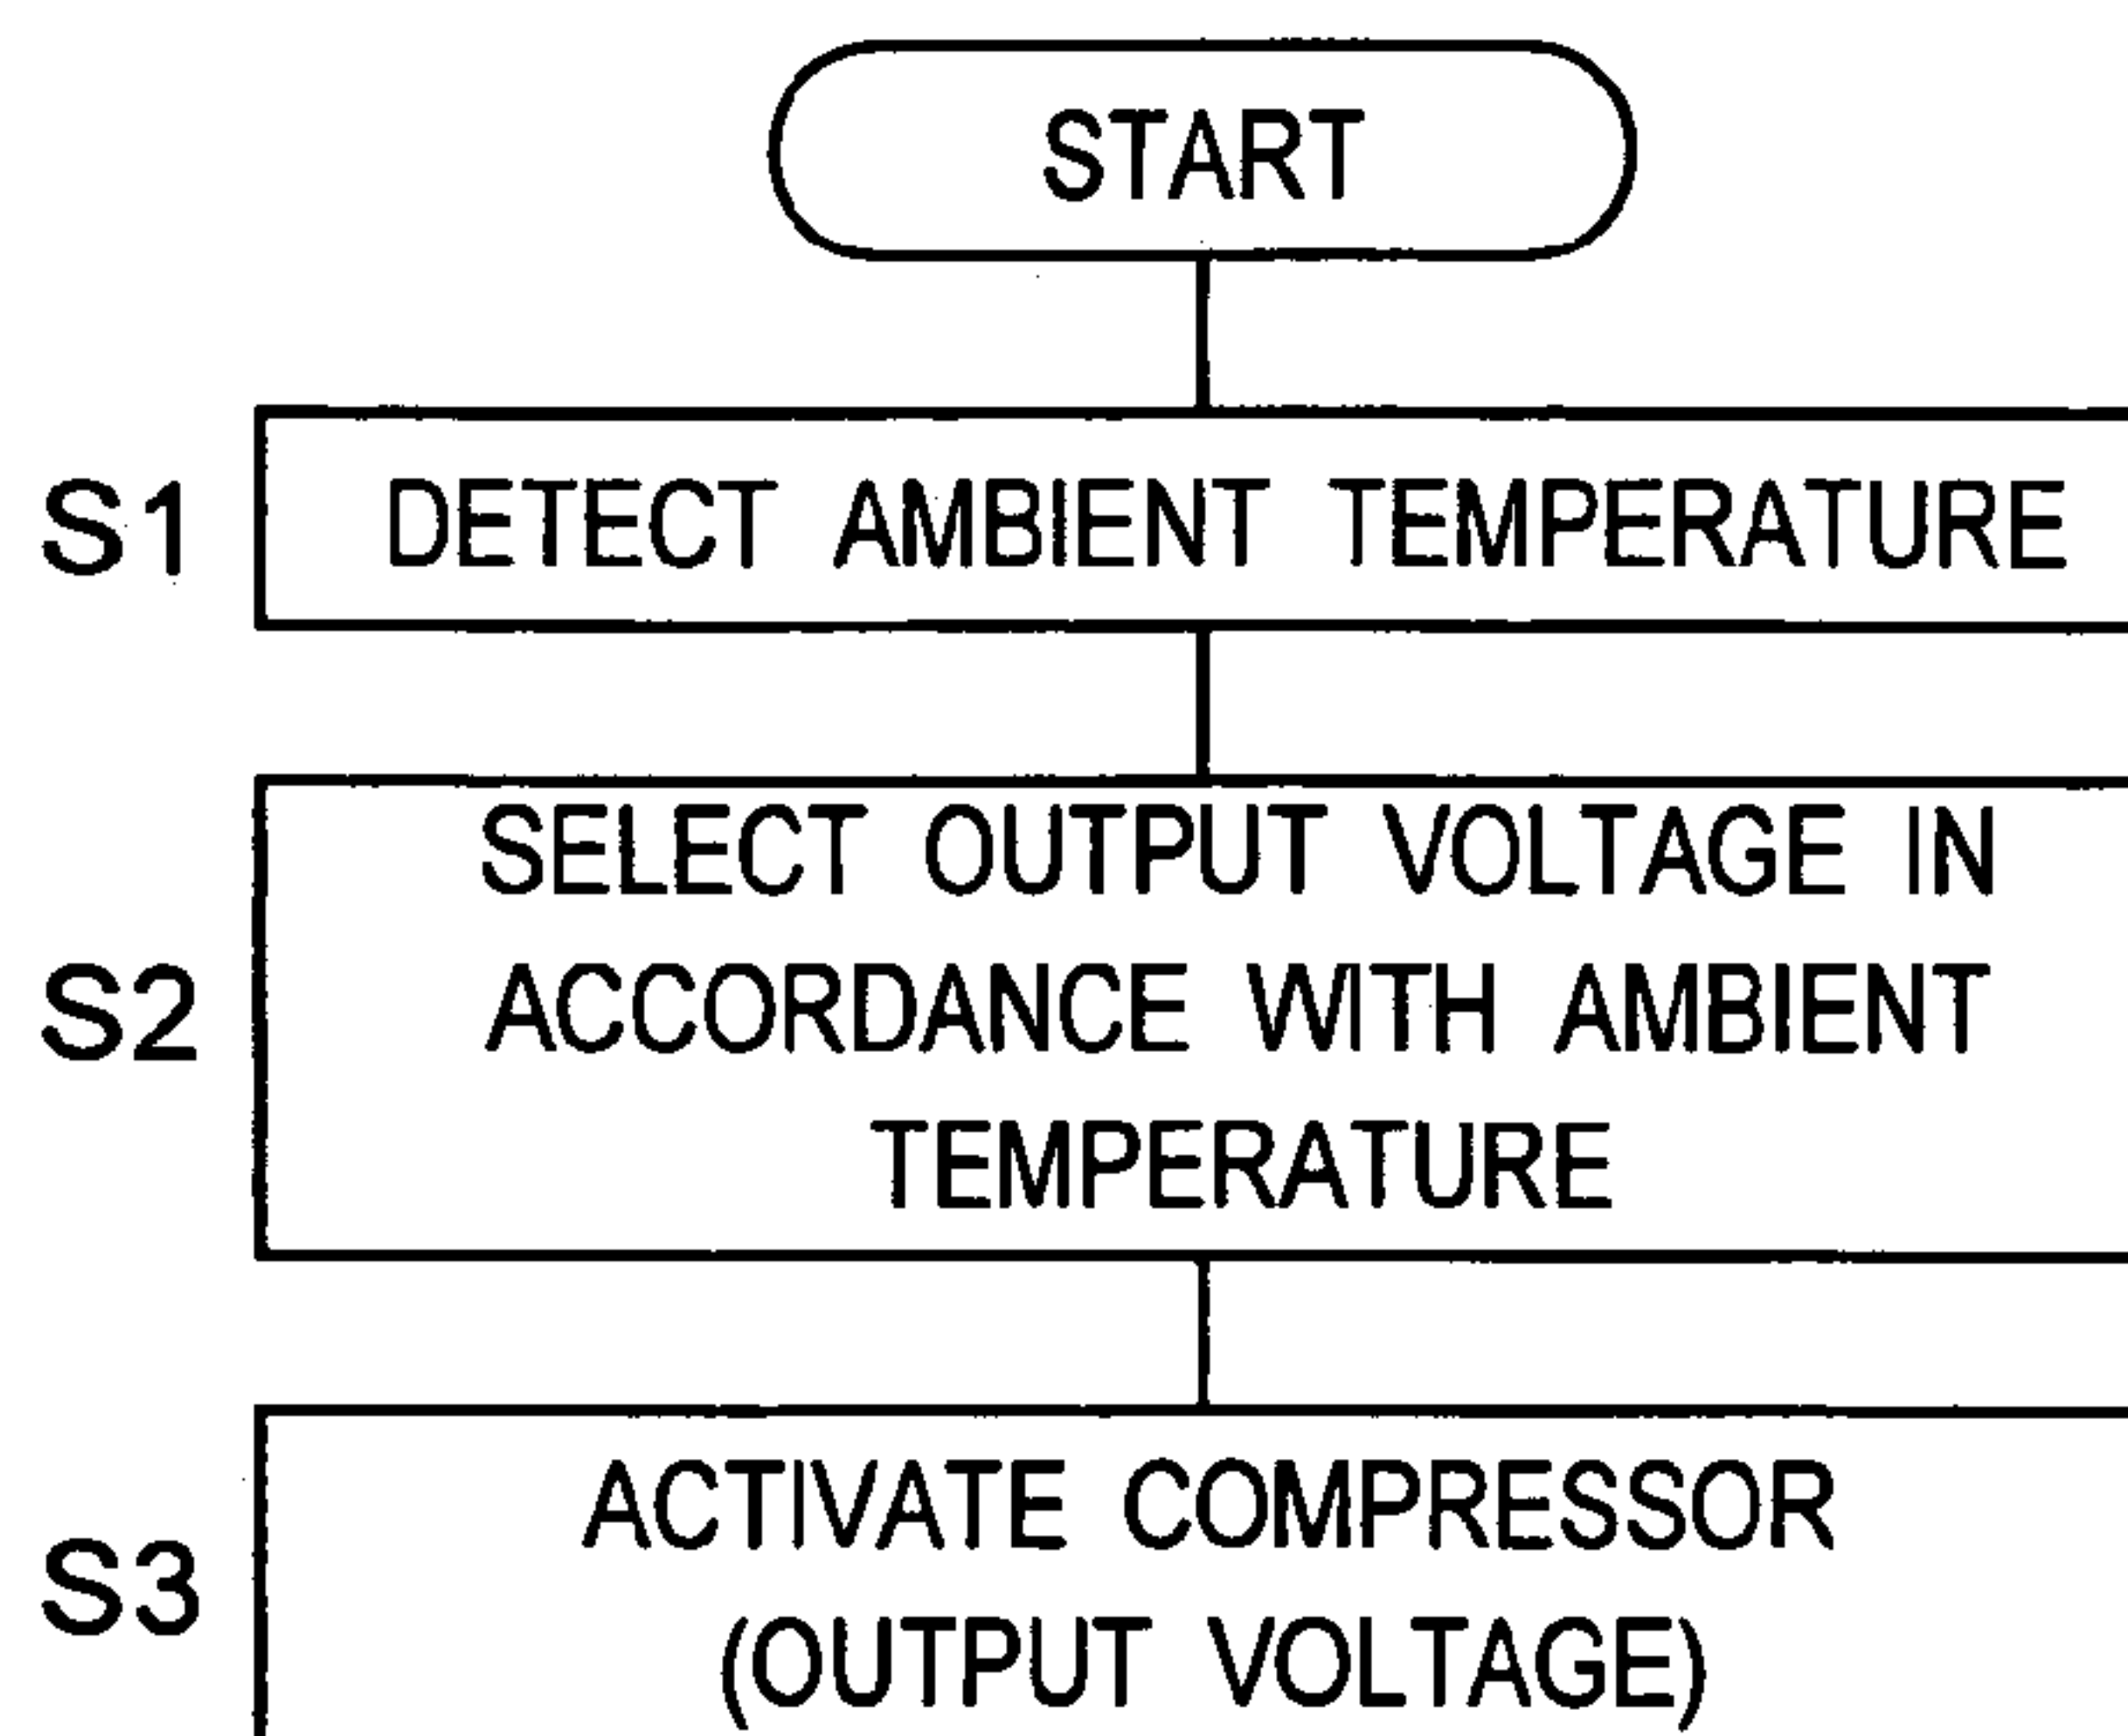 START
S1 DETECT AMBIENT TEMPERATURE
SELECT OUTPUT VOLTAGE IN
S2 ACCORDANCE WITH AMBIENT
TEMPERATURE
ACTIVATE COMPRESSOR
S3
(OUTPUT VOLTAGE)